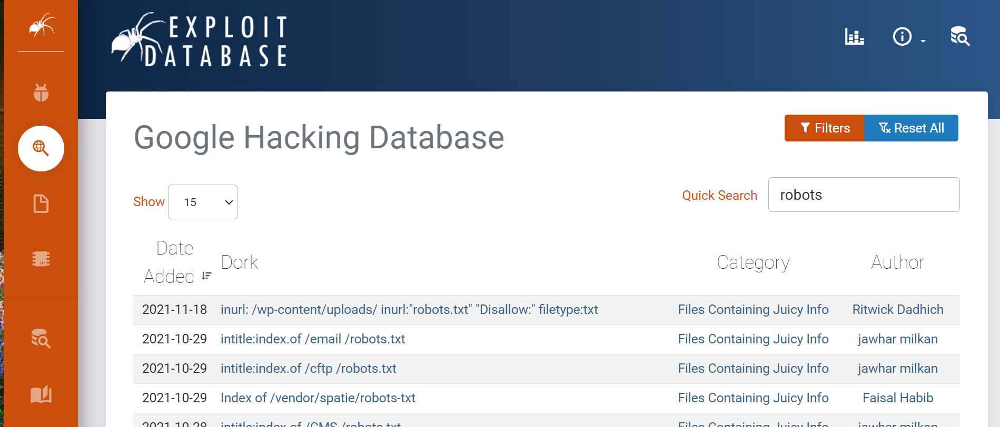 EXPLOIT
DATABASE
Google Hacking Database
Filters
Reset All
Show 15
Quick Search robots
Date Added Dork Category Author
2021-11-18 inurl: /wp-content/uploads/ inurl:"robots.txt" "Disallow:" filetype:txt Files Containing Juicy Info Ritwick Dadhich
2021-10-29 intitle:index.of /email /robots.txt Files Containing Juicy Info jawhar milkan
2021-10-29 intitle:index.of /cftp /robots.txt Files Containing Juicy Info jawhar milkan
2021-10-29 Index of /vendor/spatie/robots-txt Files Containing Juicy Info Faisal Habib
2021-10-28 intitle:index.of /CMS /robots.txt Files Containing Juicy Info jawhar milkan